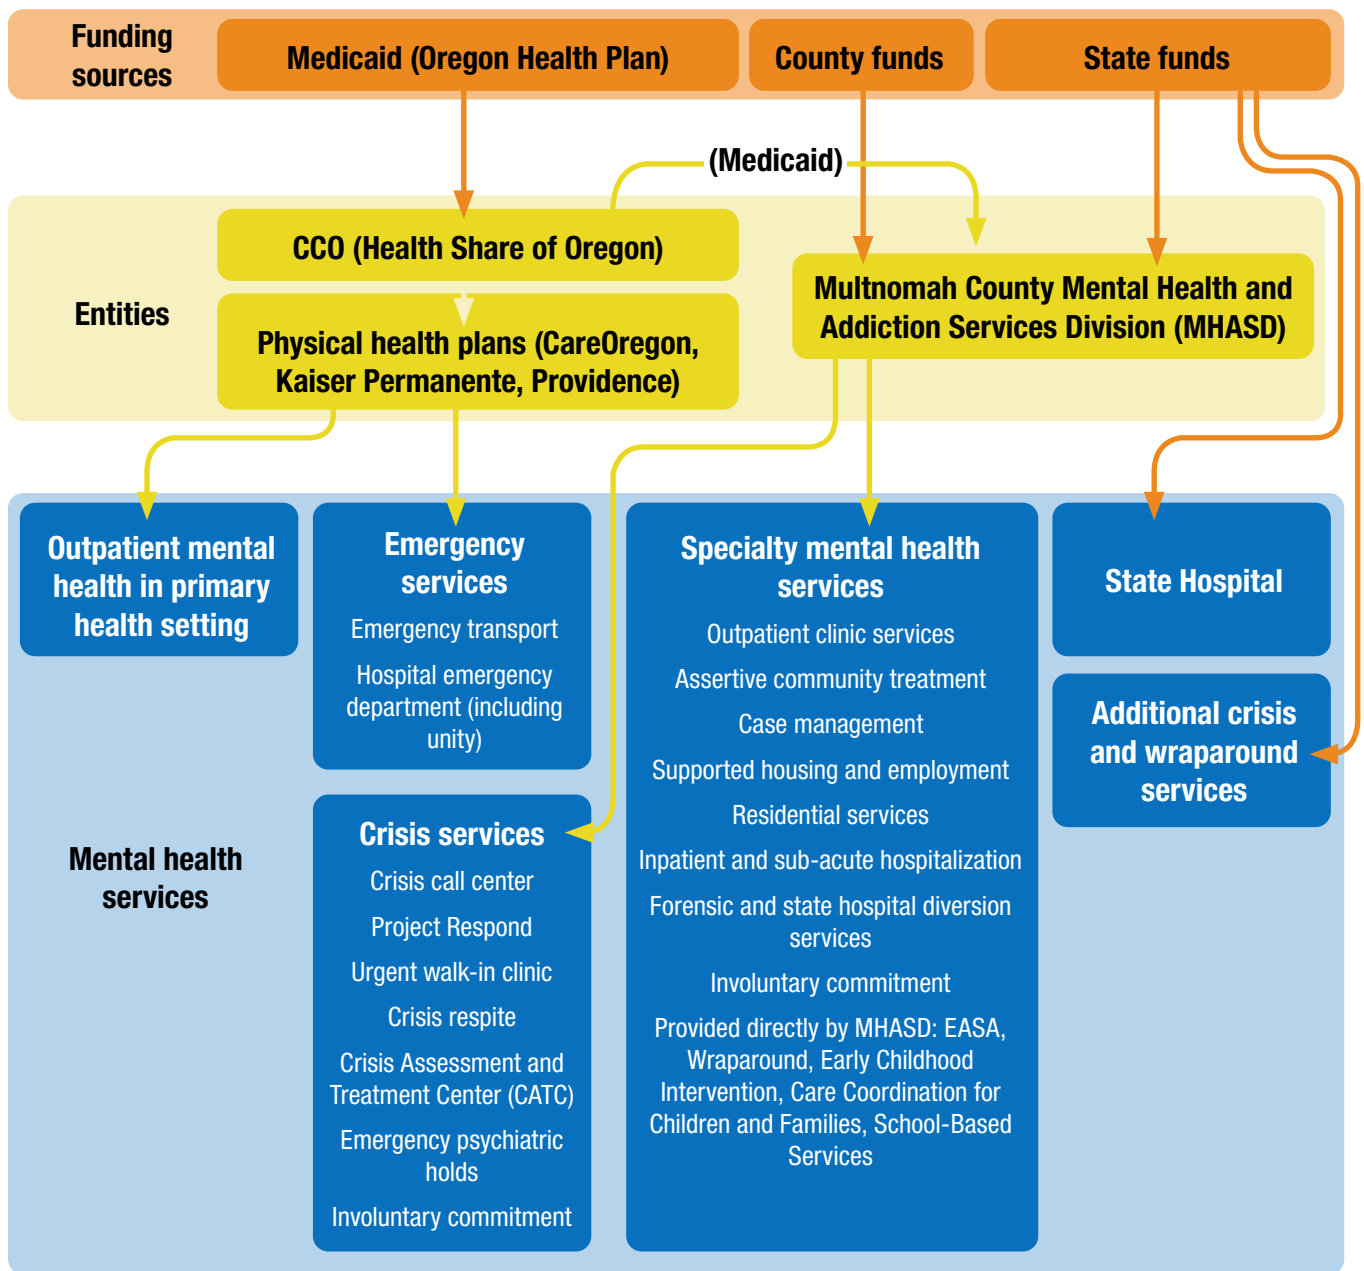 Funding
sources
Medicaid (Oregon Health Plan)
County funds
State funds
(Medicaid)
Entities
CCO (Health Share of Oregon)
Physical health plans (CareOregon,
Kaiser Permanente, Providence)
Multnomah County Mental Health and
Addiction Services Division (MHASD)
Mental health
services
Outpatient mental
health in primary
health setting
Emergency
services
Emergency transport
Hospital emergency
department (including
unity)
Crisis services
Crisis call center
Project Respond
Urgent walk-in clinic
Crisis respite
Crisis Assessment and
Treatment Center (CATC)
Emergency psychiatric
holds
Involuntary commitment
Specialty mental health
services
Outpatient clinic services
Assertive community treatment
Case management
Supported housing and employment
Residential services
Inpatient and sub-acute hospitalization
Forensic and state hospital diversion
services
Involuntary commitment
Provided directly by MHASD: EASA,
Wraparound, Early Childhood
Intervention, Care Coordination for
Children and Families, School-Based
Services
State Hospital
Additional crisis
and wraparound
services